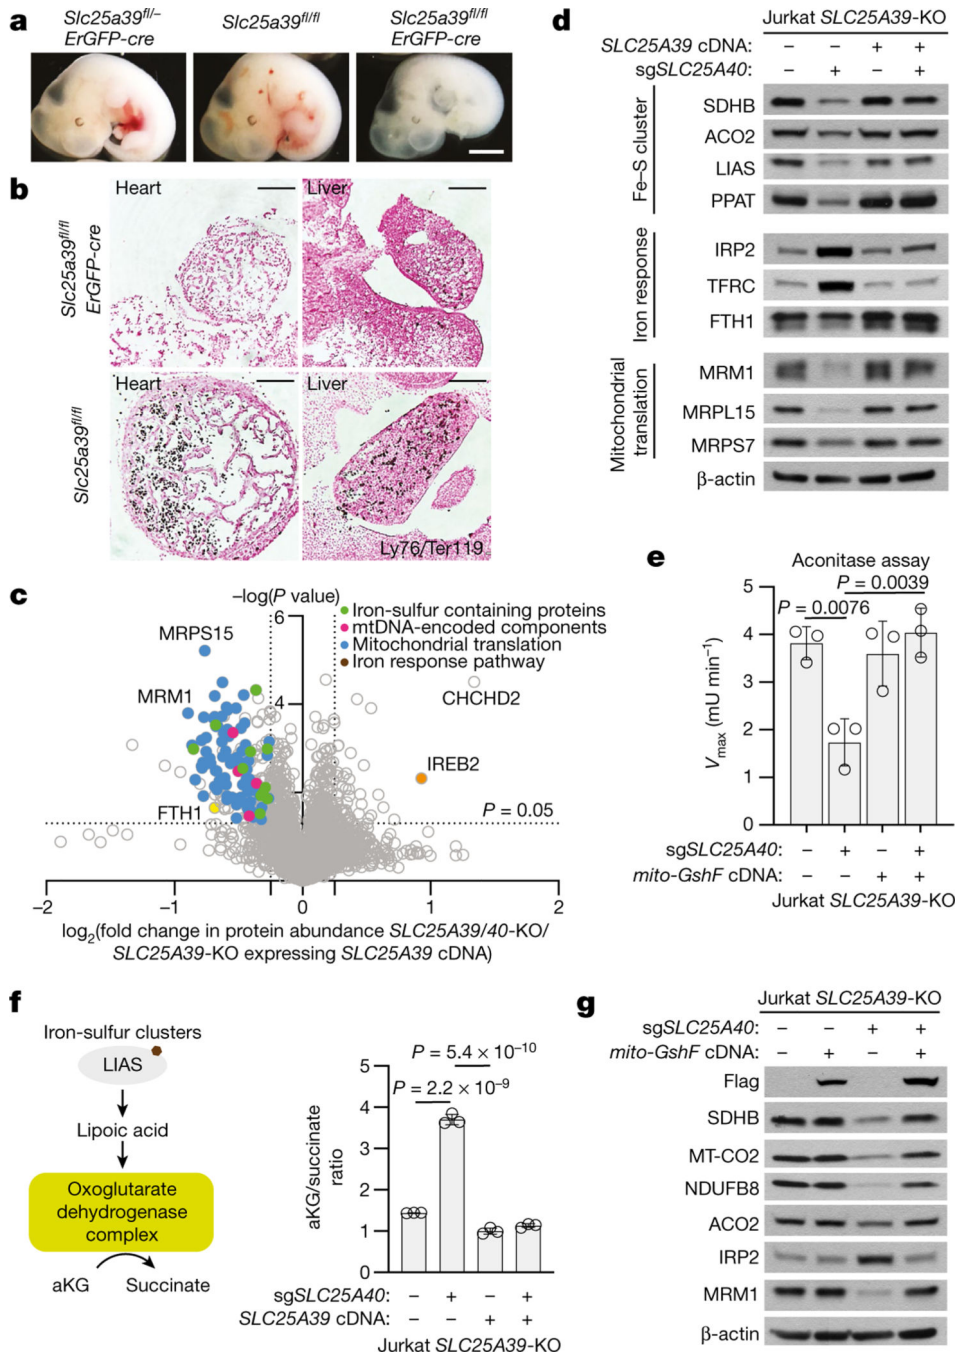 a
Slc25a39fl/–
ErGFP-cre
Slc25a39fl/fl
Slc25a39fl/fl
ErGFP-cre
b
Slc25a39fl/fl
ErGFP-cre
Heart
Liver
Slc25a39fl/fl
Heart
Liver
Ly76/Ter119
c
–log(P value)
6
4
Iron-sulfur containing proteins
mtDNA-encoded components
Mitochondrial translation
Iron response pathway
MRPS15
MRM1
CHCHD2
IREB2
FTH1
P = 0.05
–2
–1
0
1
2
log2(fold change in protein abundance SLC25A39/40-KO/
SLC25A39-KO expressing SLC25A39 cDNA)
d
Jurkat SLC25A39-KO
SLC25A39 cDNA: – – + +
sgSLC25A40: – + – +
Fe–S cluster
SDHB
ACO2
LIAS
PPAT
Iron response
IRP2
TFRC
FTH1
Mitochondrial
translation
MRM1
MRPL15
MRPS7
β-actin
e
Aconitase assay
P = 0.0039
P = 0.0076
5
4
3
2
1
0
Vmax (mU min–1)
sgSLC25A40: – + – +
mito-GshF cDNA: – – + +
Jurkat SLC25A39-KO
f
Iron-sulfur clusters
LIAS
Lipoic acid
Oxoglutarate
dehydrogenase
complex
aKG
Succinate
P = 5.4 × 10–10
P = 2.2 × 10–9
5
4
3
2
1
0
aKG/succinate
ratio
sgSLC25A40: – + – +
SLC25A39 cDNA: – – + +
Jurkat SLC25A39-KO
g
Jurkat SLC25A39-KO
sgSLC25A40: – – + +
mito-GshF cDNA: – + – +
Flag
SDHB
MT-CO2
NDUFB8
ACO2
IRP2
MRM1
β-actin